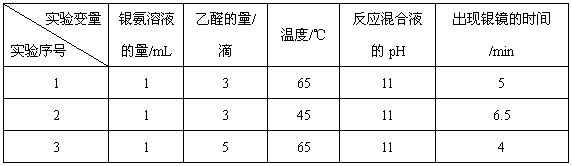 实验变量 银氨溶液 乙醛的量/ 温度/℃ 反应混合液 出现银镜的时间
实验序号 的量/mL 滴 的 pH /min
1 1 3 65 11 5
2 1 3 45 11 6.5
3 1 5 65 11 4